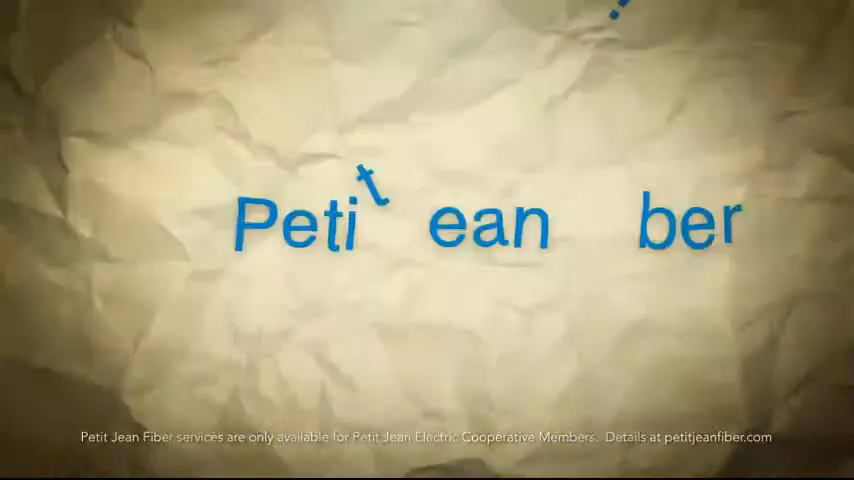 Petit ean ber
Petit Jean Fiber services are only available for Petit Jean Electric Cooperative Members. Details at petitjeanfiber.com